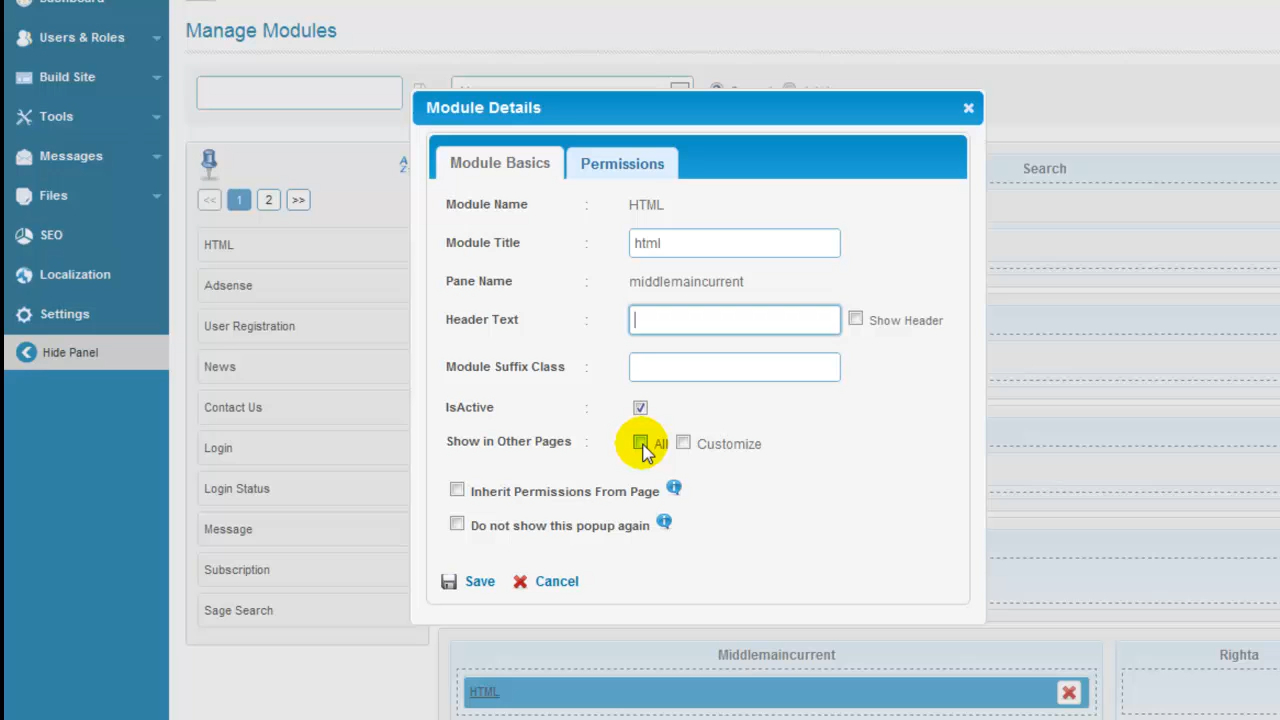 Dashboard
Users & Roles
Manage Modules
Build Site
Tools
Module Details
Messages
Module Basics
Permissions
Search
Files
<<
1
2
>>
Module Name : HTML
SEO
HTML
Module Title : html
Localization
Adsense
Pane Name : middlemaincurrent
Settings
User Registration
Header Text : Show Header
Hide Panel
News
Module Suffix Class :
Contact Us
IsActive :
Login
Show in Other Pages : All Customize
Login Status
Inherit Permissions From Page
Message
Do not show this popup again
Subscription
Save
Cancel
Sage Search
Middlemaincurrent
Righta
HTML